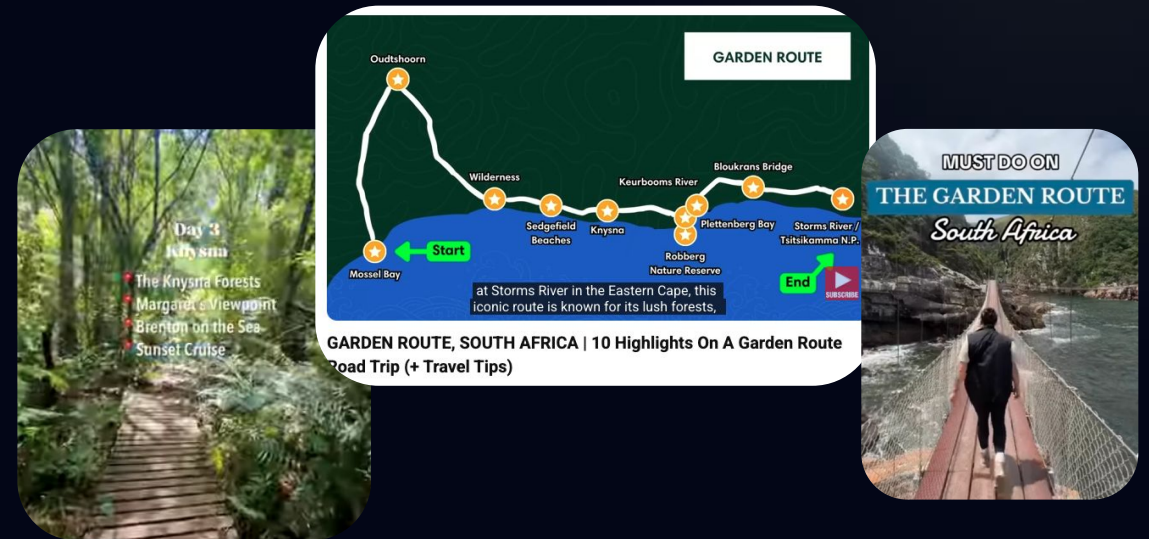 Day 3
Knysna
The Knysna Forests
Margaret's Viewpoint
Brenton on the Sea
Sunset Cruise
GARDEN ROUTE
Oudtshoorn
Wilderness
Sedgefield
Beaches
Knysna
Keurbooms River
Bloukrans Bridge
Plettenberg Bay
Storms River /
Tsitsikamma N.P.
Robberg
Nature Reserve
Mossel Bay
Start
End
SUBSCRIBE
at Storms River in the Eastern Cape, this
iconic route is known for its lush forests,
GARDEN ROUTE, SOUTH AFRICA | 10 Highlights On A Garden Route
Road Trip (+ Travel Tips)
MUST DO ON
THE GARDEN ROUTE
South Africa